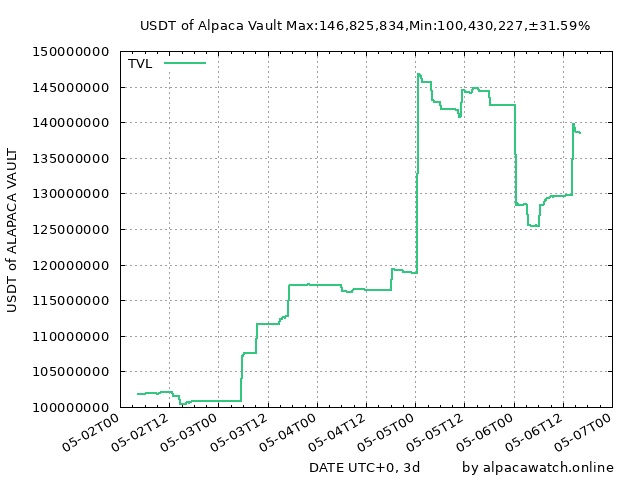 USDT of Alpaca Vault Max:146,825,834,Min:100,430,227,±31.59%
TVL
150000000
145000000
140000000
135000000
130000000
125000000
120000000
115000000
110000000
105000000
100000000
USDT of ALAPACA VAULT
05-02T00
05-02T12
05-03T00
05-03T12
05-04T00
05-04T12
05-05T00
05-05T12
05-06T00
05-06T12
05-07T00
DATE UTC+0, 3d
by alpacawatch.online